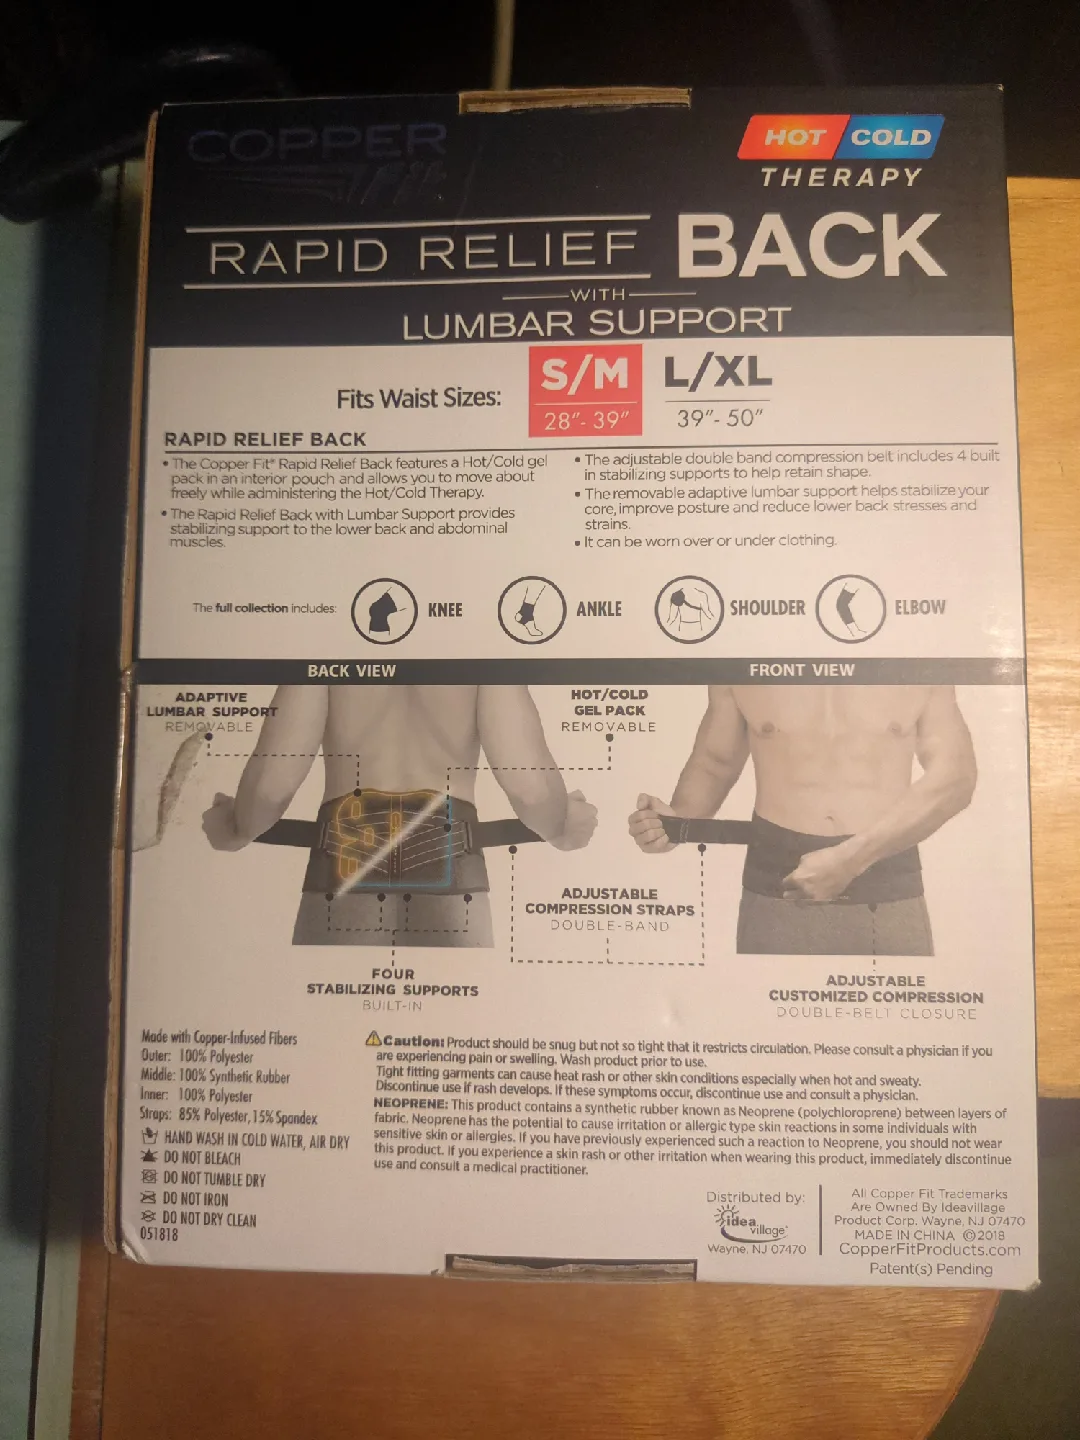 COPPER
Fit
HOT COLD
THERAPY
RAPID RELIEF BACK
WITH
LUMBAR SUPPORT
Fits Waist Sizes:
S/M
28"- 39"
L/XL
39"- 50"
RAPID RELIEF BACK
• The Copper Fit® Rapid Relief Back features a Hot/Cold gel
pack in an interior pouch and allows you to move about
freely while administering the Hot/Cold Therapy.
• The Rapid Relief Back with Lumbar Support provides
stabilizing support to the lower back and abdominal
muscles.
• The adjustable double band compression belt includes 4 built
in stabilizing supports to help retain shape.
• The removable adaptive lumbar support helps stabilize your
core, improve posture and reduce lower back stresses and
strains.
• It can be worn over or under clothing.
The full collection includes:
KNEE
ANKLE
SHOULDER
ELBOW
BACK VIEW
FRONT VIEW
ADAPTIVE
LUMBAR SUPPORT
REMOVABLE
HOT/COLD
GEL PACK
REMOVABLE
ADJUSTABLE
COMPRESSION STRAPS
DOUBLE-BAND
FOUR
STABILIZING SUPPORTS
BUILT-IN
ADJUSTABLE
CUSTOMIZED COMPRESSION
DOUBLE-BELT CLOSURE
Made with Copper-Infused Fibers
Outer: 100% Polyester
Middle: 100% Synthetic Rubber
Inner: 100% Polyester
Straps: 85% Polyester, 15% Spandex
HAND WASH IN COLD WATER, AIR DRY
DO NOT BLEACH
DO NOT TUMBLE DRY
DO NOT IRON
DO NOT DRY CLEAN
051818
Caution: Product should be snug but not so tight that it restricts circulation. Please consult a physician if you
are experiencing pain or swelling. Wash product prior to use.
Tight fitting garments can cause heat rash or other skin conditions especially when hot and sweaty.
Discontinue use if rash develops. If these symptoms occur, discontinue use and consult a physician.
NEOPRENE: This product contains a synthetic rubber known as Neoprene (polychloroprene) between layers of
fabric. Neoprene has the potential to cause irritation or allergic type skin reactions in some individuals with
sensitive skin or allergies. If you have previously experienced such a reaction to Neoprene, you should not wear
this product. If you experience a skin rash or other irritation when wearing this product, immediately discontinue
use and consult a medical practitioner.
Distributed by:
idea
village®
Wayne, NJ 07470
All Copper Fit Trademarks
Are Owned By Ideavillage
Product Corp. Wayne, NJ 07470
MADE IN CHINA ©2018
CopperFitProducts.com
Patent(s) Pending